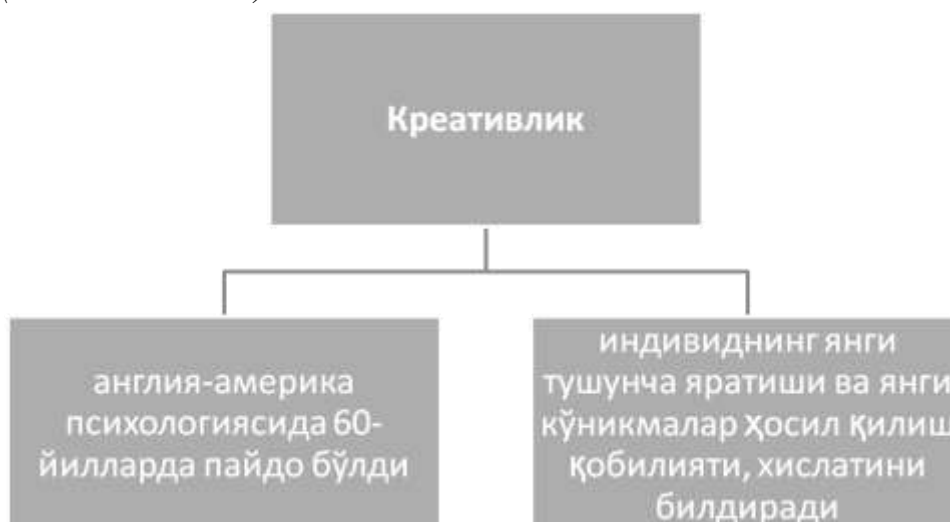 Креативлик
англия-америка
психологиясида 60-
йилларда пайдо бўлди
индивиднинг янги
тушунча яратиши ва янги
кўникмалар ҳосил қилиш
қобилияти, хислатини
билдиради